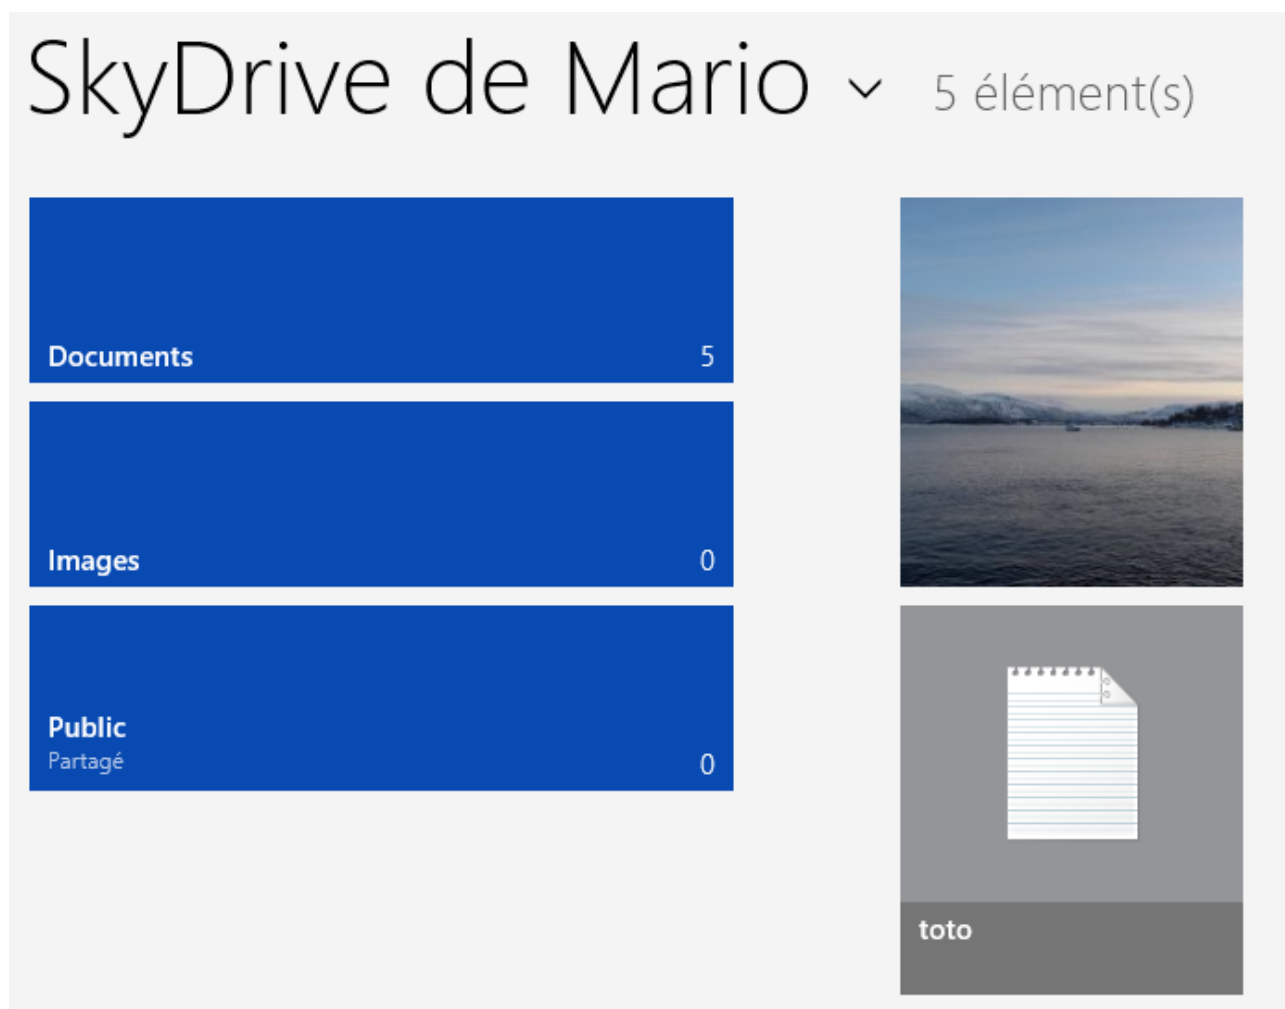 SkyDrive de Mario 5 élément(s)
Documents 5
Images 0
Public
Partagé 0
toto